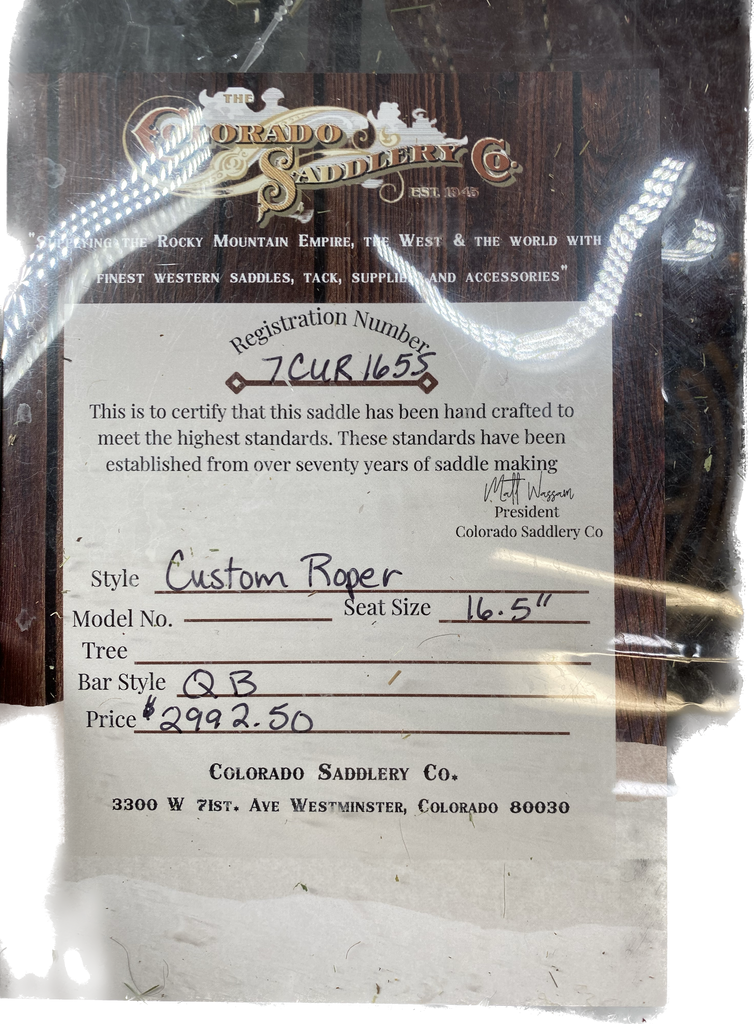 THE
COLORADO
SADDLERY CO.
EST. 1945
"SUPPLYING THE ROCKY MOUNTAIN EMPIRE, THE WEST & THE WORLD WITH
FINEST WESTERN SADDLES, TACK, SUPPLIES AND ACCESSORIES"
Registration Number
7CUR1655
This is to certify that this saddle has been hand crafted to
meet the highest standards. These standards have been
established from over seventy years of saddle making
Matt Wassam
President
Colorado Saddlery Co
Style Custom Roper
Model No. Seat Size 16.5"
Tree
Bar Style QB
Price $2992.50
COLORADO SADDLERY CO.
3300 W 71ST. AVE WESTMINSTER, COLORADO 80030